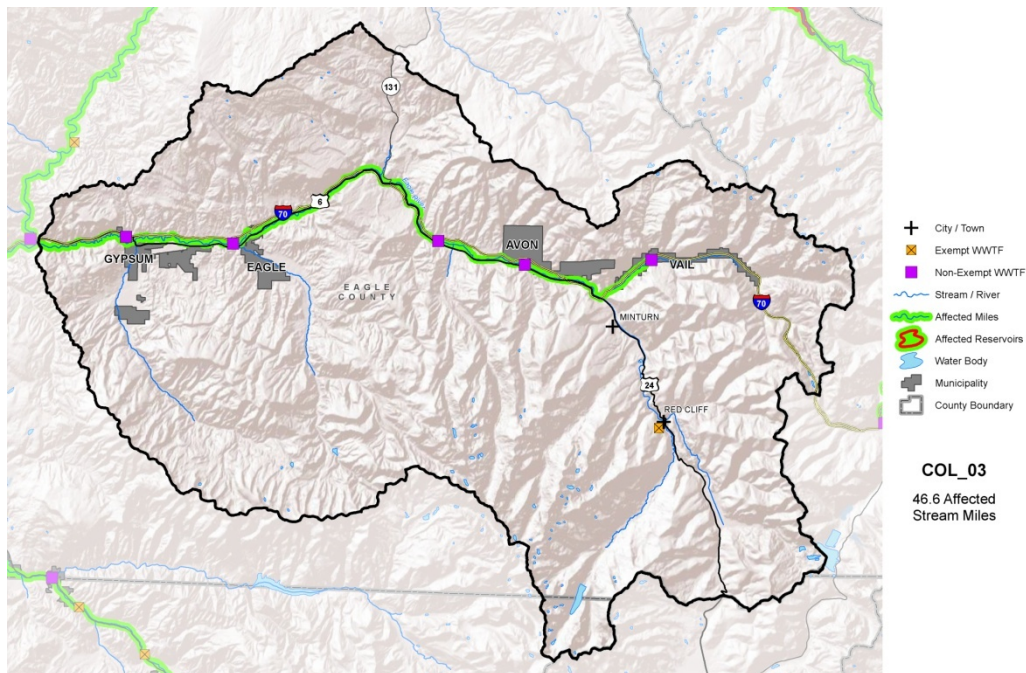 131
6
70
AVON
GYPSUM
EAGLE
VAIL
EAGLE
COUNTY
70
MINTURN
24
RED CLIFF
City / Town
Exempt WWTF
Non-Exempt WWTF
Stream / River
Affected Miles
Affected Reservoirs
Water Body
Municipality
County Boundary
COL_03
46.6 Affected
Stream Miles